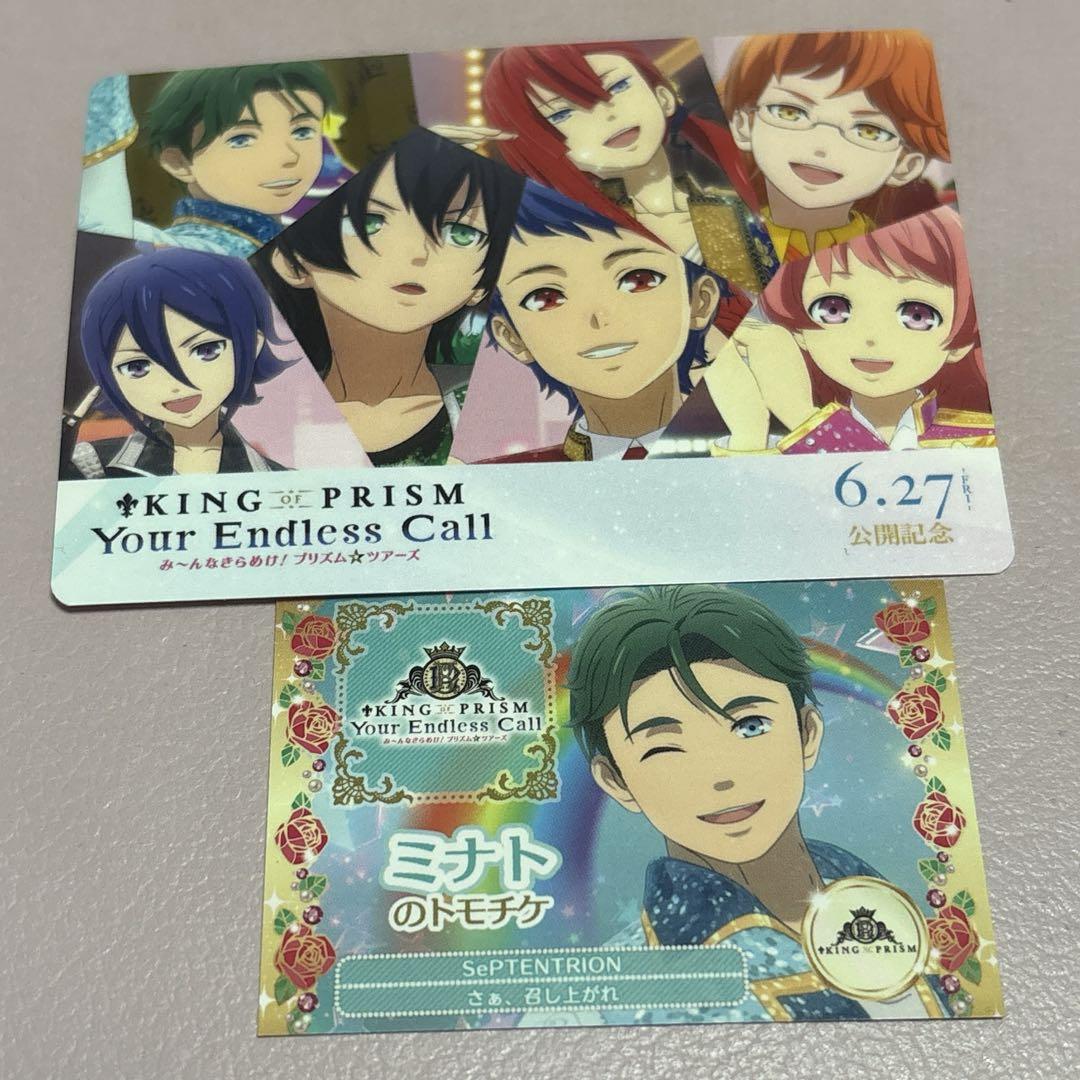 KING OF PRISM
Your Endless Call
み〜んなきらめけ!プリズム☆ツアーズ
6.27 FRI
公開記念
KING OF PRISM
Your Endless Call
み〜んなきらめけ!プリズム☆ツアーズ
ミナト
のトモチケ
KING OF PRISM
SePTENTRION
さぁ、召し上がれ